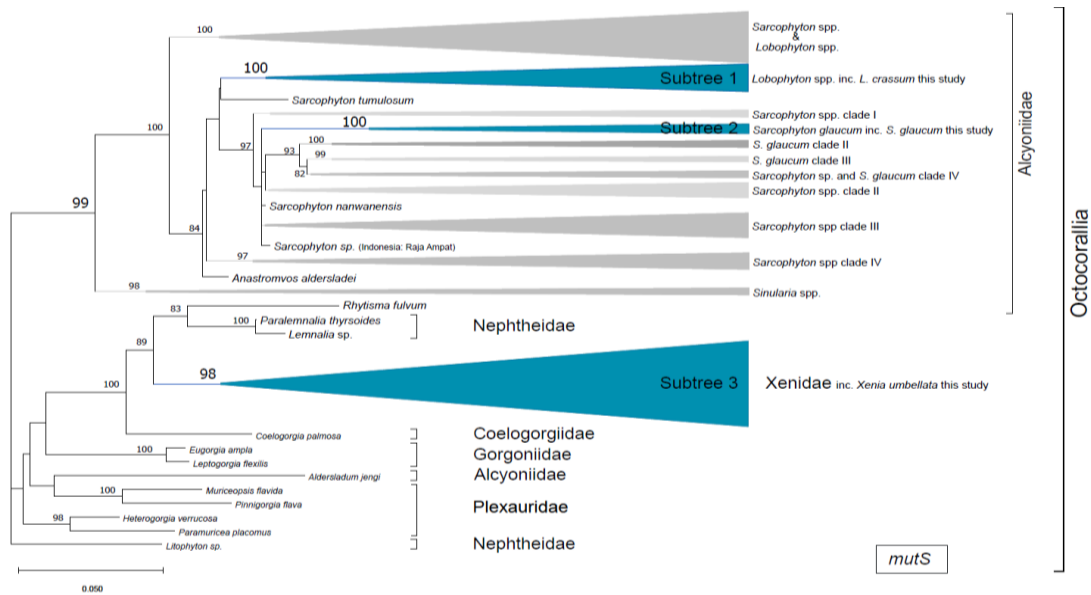 100
Sarcophyton spp.
&
Lobophyton spp.
100
Subtree 1
Lobophyton spp. inc. L. crassum this study
Sarcophyton tumulosum
Sarcophyton spp. clade I
100
Subtree 2
Sarcophyton glaucum inc. S. glaucum this study
97
100
S. glaucum clade II
93
99
S. glaucum clade III
82
Sarcophyton sp. and S. glaucum clade IV
Sarcophyton spp. clade II
Sarcophyton nanwanensis
Sarcophyton spp clade III
Sarcophyton sp. (Indonesia: Raja Ampat)
84
97
Sarcophyton spp clade IV
Anastromvos aldersladei
100
99
98
Sinularia spp.
Alcyoniidae
Octocorallia
Rhytisma fulvum
83
100
Paralemnalia thyrsoides
Lemnalia sp.
Nephtheidae
89
98
Subtree 3
Xenidae inc. Xenia umbellata this study
100
Coelogorgia palmosa
Coelogorgiidae
100
Eugorgia ampla
Leptogorgia flexilis
Gorgoniidae
Aldersladum jengi
Alcyoniidae
100
Muriceopsis flavida
Pinnigorgia flava
Plexauridae
98
Heterogorgia verrucosa
Paramuricea placomus
Litophyton sp.
Nephtheidae
mutS
0.050